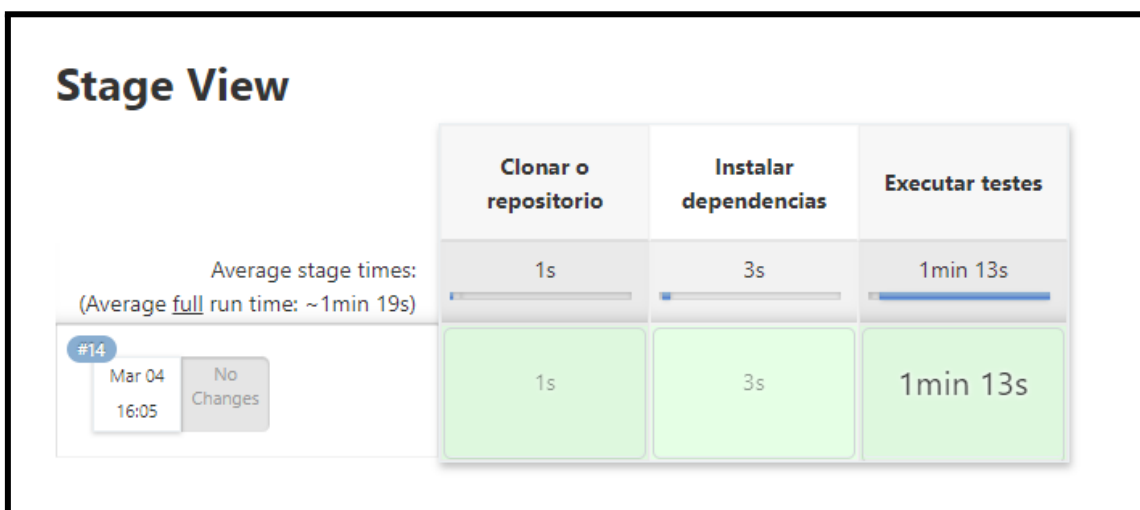 Stage View
Clonar o
repositorio
Instalar
dependencias
Executar testes
Average stage times:
(Average full run time: ~1min 19s)
1s
3s
1min 13s
#14
Mar 04
16:05
No
Changes
1s
3s
1min 13s